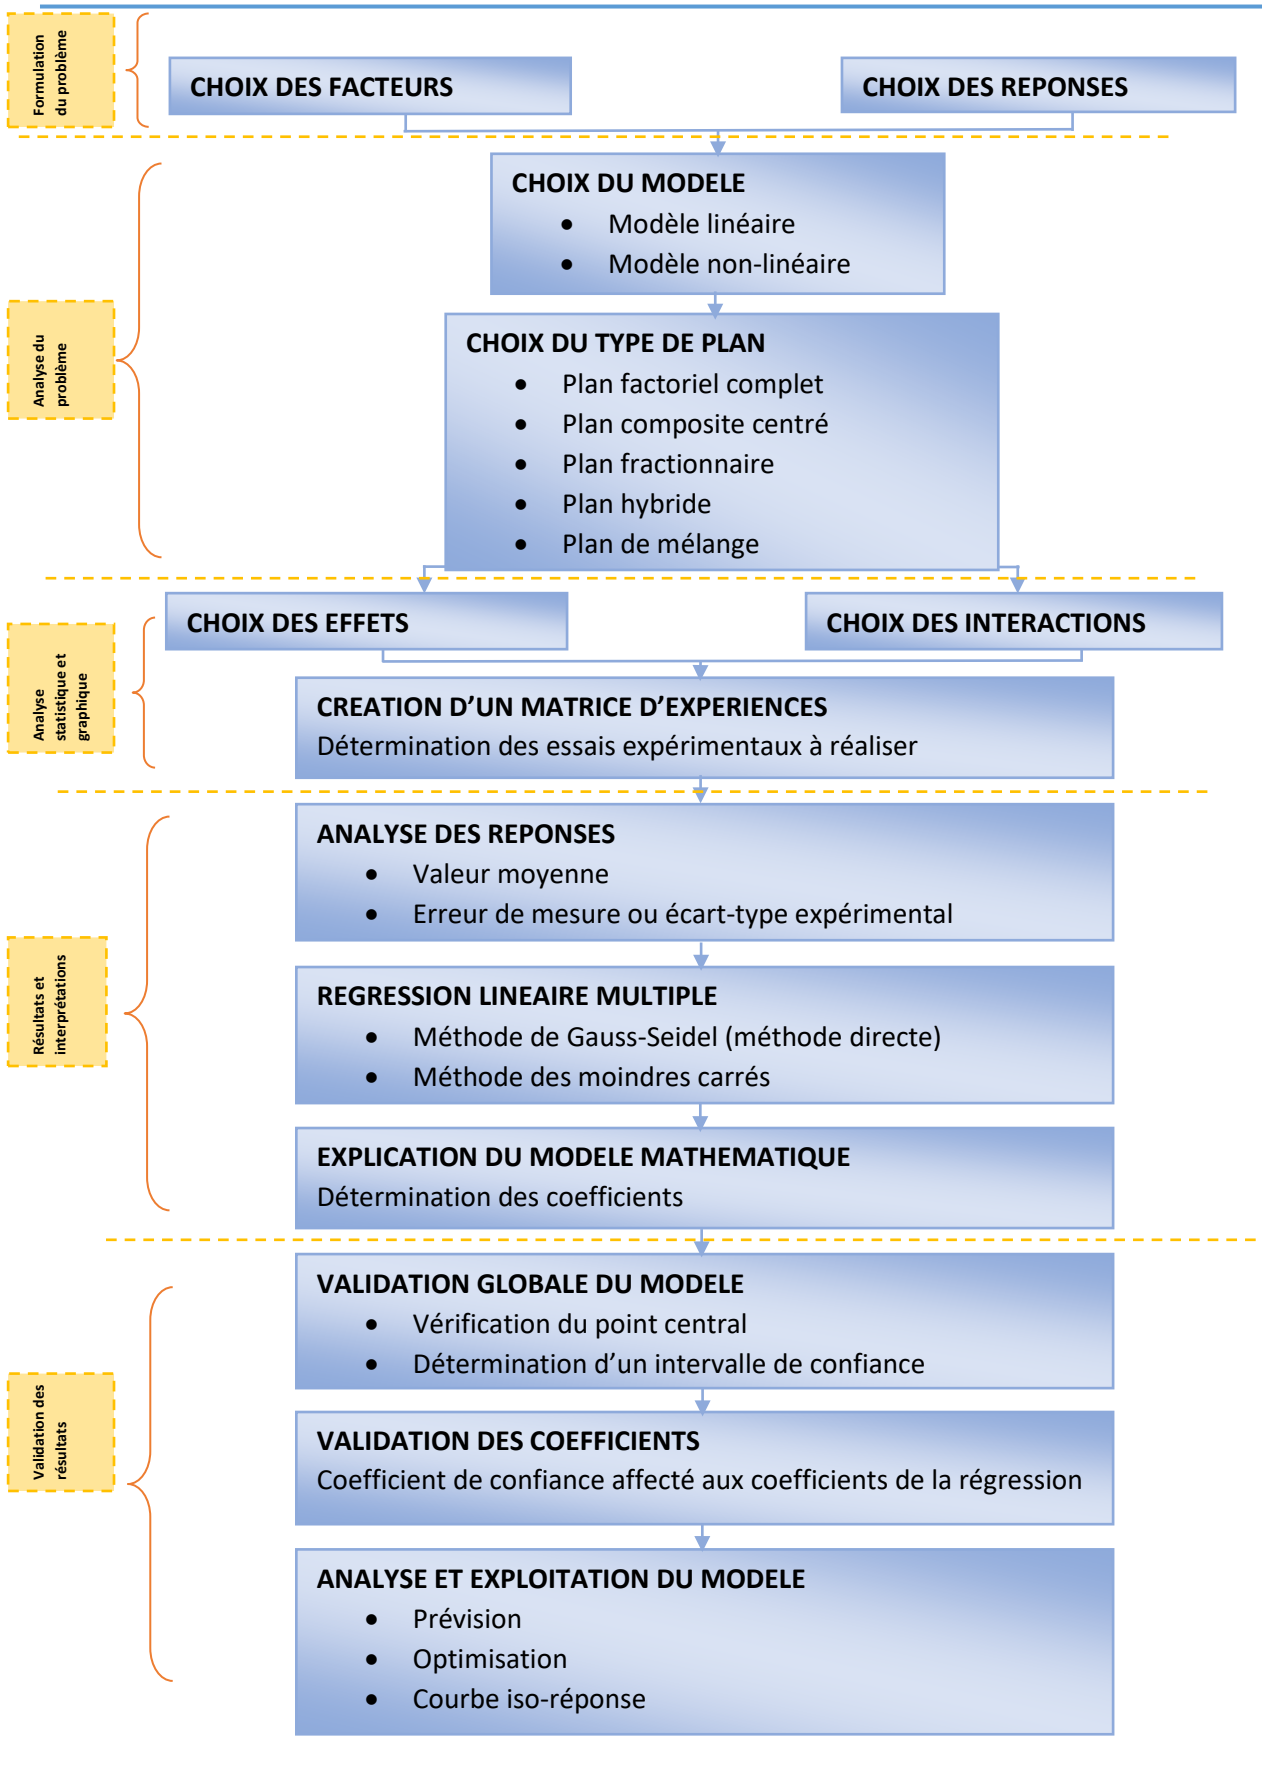 Formulation
du problème
CHOIX DES FACTEURS
CHOIX DES REPONSES
Analyse du
problème
CHOIX DU MODELE
• Modèle linéaire
• Modèle non-linéaire
CHOIX DU TYPE DE PLAN
• Plan factoriel complet
• Plan composite centré
• Plan fractionnaire
• Plan hybride
• Plan de mélange
Analyse
statistique et
graphique
CHOIX DES EFFETS
CHOIX DES INTERACTIONS
CREATION D’UN MATRICE D’EXPERIENCES
Détermination des essais expérimentaux à réaliser
Résultats et
interprétations
ANALYSE DES REPONSES
• Valeur moyenne
• Erreur de mesure ou écart-type expérimental
REGRESSION LINEAIRE MULTIPLE
• Méthode de Gauss-Seidel (méthode directe)
• Méthode des moindres carrés
EXPLICATION DU MODELE MATHEMATIQUE
Détermination des coefficients
Validation des
résultats
VALIDATION GLOBALE DU MODELE
• Vérification du point central
• Détermination d’un intervalle de confiance
VALIDATION DES COEFFICIENTS
Coefficient de confiance affecté aux coefficients de la régression
ANALYSE ET EXPLOITATION DU MODELE
• Prévision
• Optimisation
• Courbe iso-réponse